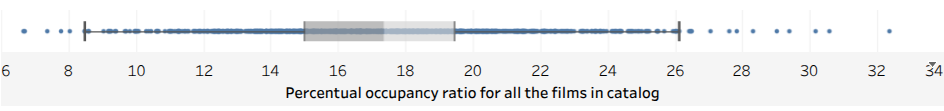 6 8 10 12 14 16 18 20 22 24 26 28 30 32 34
Percentual occupancy ratio for all the films in catalog